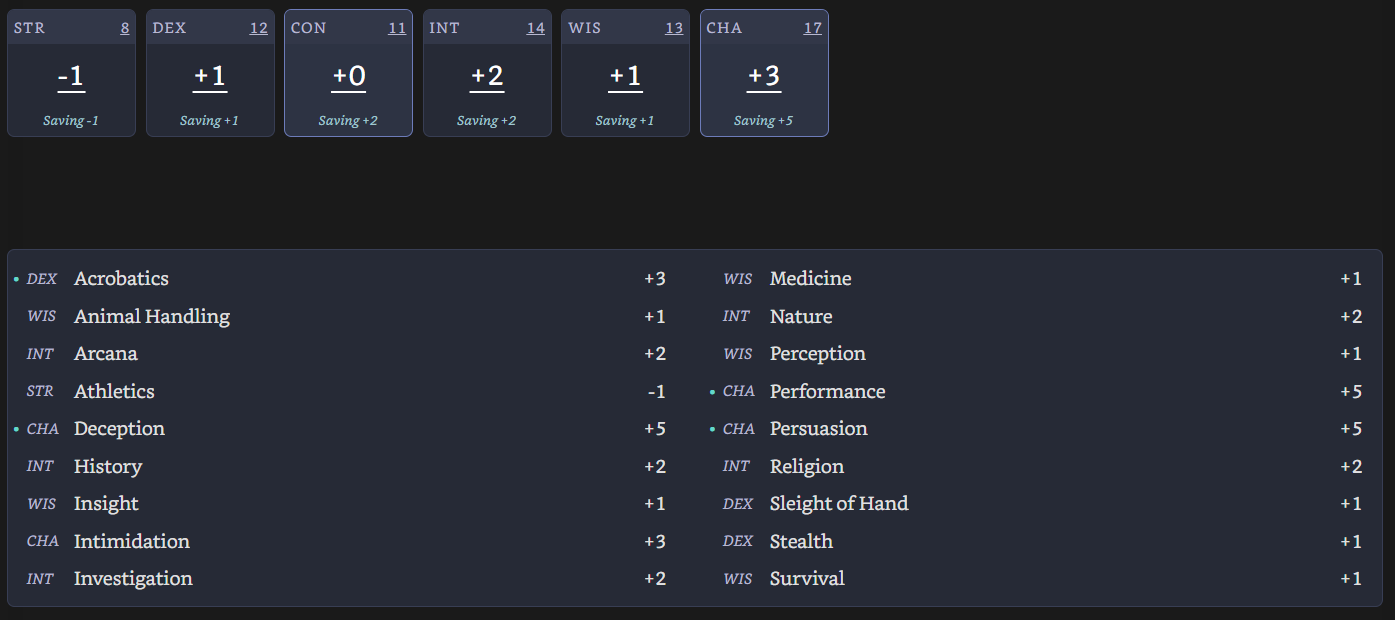 STR 8 DEX 12 CON 11 INT 14 WIS 13 CHA 17
-1 +1 +0 +2 +1 +3
Saving -1 Saving +1 Saving +2 Saving +2 Saving +1 Saving +5
DEX Acrobatics +3
WIS Animal Handling +1
INT Arcana +2
STR Athletics -1
CHA Deception +5
INT History +2
WIS Insight +1
CHA Intimidation +3
INT Investigation +2
WIS Medicine +1
INT Nature +2
WIS Perception +1
CHA Performance +5
CHA Persuasion +5
INT Religion +2
DEX Sleight of Hand +1
DEX Stealth +1
WIS Survival +1